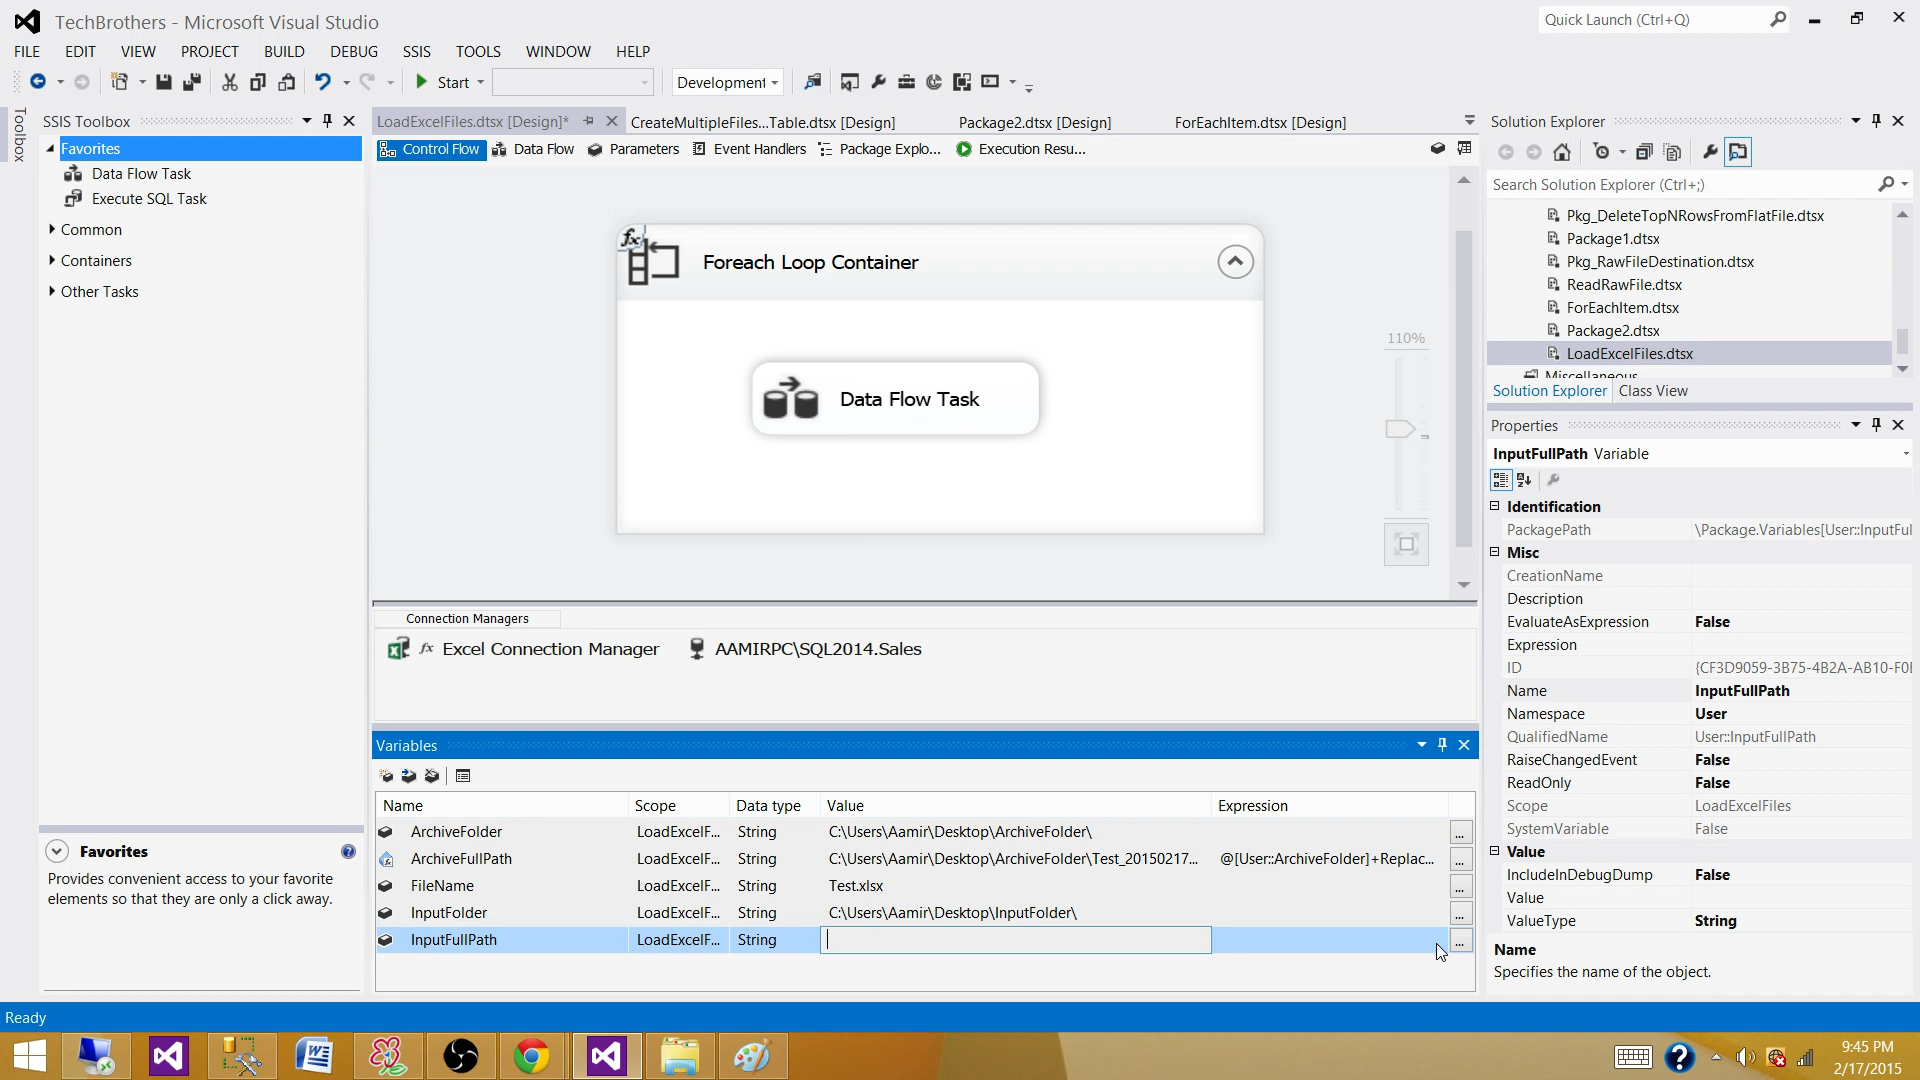 TechBrothers - Microsoft Visual Studio
Quick Launch (Ctrl+Q)
FILE EDIT VIEW PROJECT BUILD DEBUG SSIS TOOLS WINDOW HELP
Start Development
Toolbox
SSIS Toolbox
Favorites
Data Flow Task
Execute SQL Task
Common
Containers
Other Tasks
Favorites
Provides convenient access to your favorite
elements so that they are only a click away.
LoadExcelFiles.dtsx [Design]* CreateMultipleFiles...Table.dtsx [Design] Package2.dtsx [Design] ForEachItem.dtsx [Design]
Control Flow Data Flow Parameters Event Handlers Package Explo... Execution Resu...
fx
Foreach Loop Container
Data Flow Task
110%
Connection Managers
fx Excel Connection Manager AAMIRPC\SQL2014.Sales
Variables
Name Scope Data type Value Expression
ArchiveFolder LoadExcelF... String C:\Users\Aamir\Desktop\ArchiveFolder\ ...
ArchiveFullPath LoadExcelF... String C:\Users\Aamir\Desktop\ArchiveFolder\Test_20150217... @[User::ArchiveFolder]+Replac... ...
FileName LoadExcelF... String Test.xlsx ...
InputFolder LoadExcelF... String C:\Users\Aamir\Desktop\InputFolder\ ...
InputFullPath LoadExcelF... String ...
Solution Explorer
Search Solution Explorer (Ctrl+;)
Pkg_DeleteTopNRowsFromFlatFile.dtsx
Package1.dtsx
Pkg_RawFileDestination.dtsx
ReadRawFile.dtsx
ForEachItem.dtsx
Package2.dtsx
LoadExcelFiles.dtsx
Miscellaneous
Solution Explorer Class View
Properties
InputFullPath Variable
Identification
PackagePath \Package.Variables[User::InputFul
Misc
CreationName
Description
EvaluateAsExpression False
Expression
ID {CF3D9059-3B75-4B2A-AB10-F0
Name InputFullPath
Namespace User
QualifiedName User::InputFullPath
RaiseChangedEvent False
ReadOnly False
Scope LoadExcelFiles
SystemVariable False
Value
IncludeInDebugDump False
Value
ValueType String
Name
Specifies the name of the object.
Ready
9:45 PM
2/17/2015